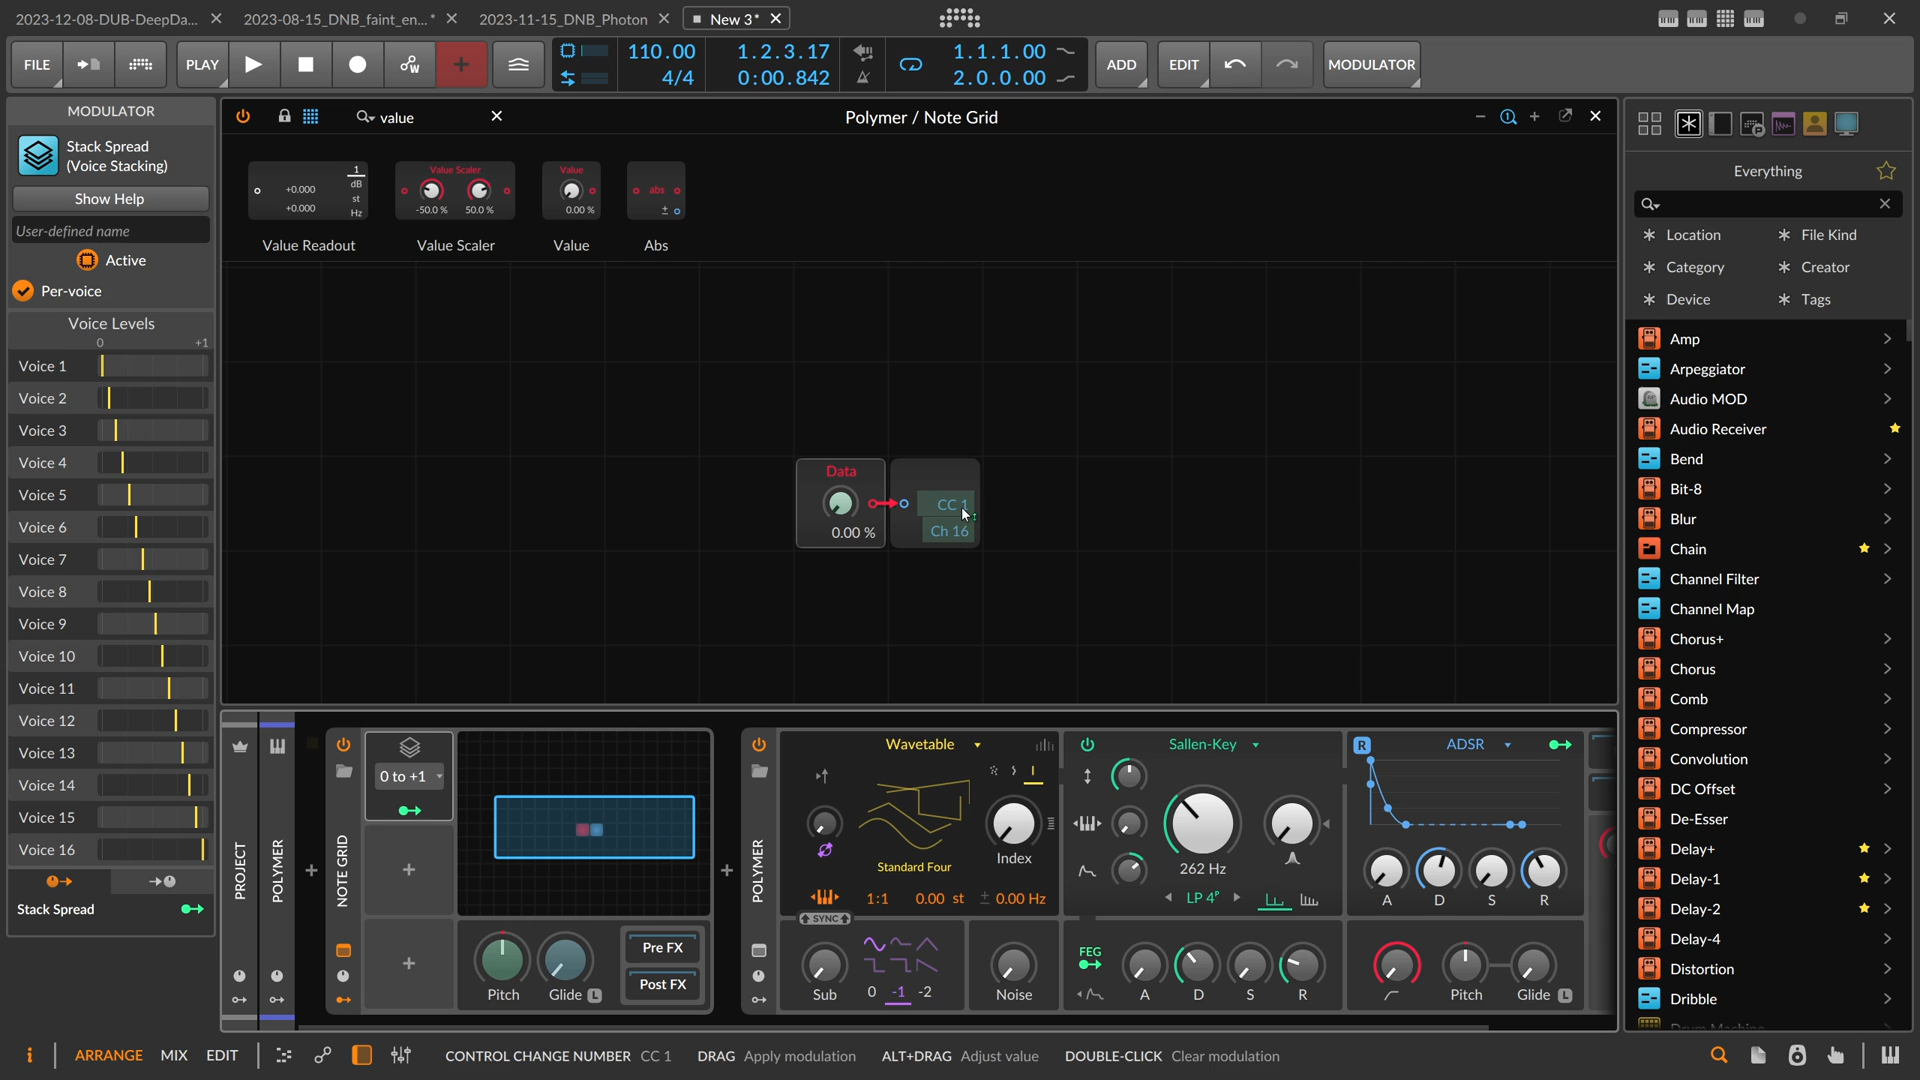 2023-12-08-DUB-DeepDa...
2023-08-15_DNB_faint_en...*
2023-11-15_DNB_Photon
New 3*
FILE
PLAY
110.00
4/4
1.2.3.17
0:00.842
1.1.1.00
2.0.0.00
ADD
EDIT
MODULATOR
MODULATOR
Stack Spread
(Voice Stacking)
Show Help
User-defined name
Active
Per-voice
Voice Levels
0 +1
Voice 1
Voice 2
Voice 3
Voice 4
Voice 5
Voice 6
Voice 7
Voice 8
Voice 9
Voice 10
Voice 11
Voice 12
Voice 13
Voice 14
Voice 15
Voice 16
Stack Spread
value
Polymer / Note Grid
+0.000
+0.000
1
dB
st
Hz
Value Readout
Value Scaler
-50.0 % 50.0 %
Value Scaler
Value
0.00 %
Value
abs
±
Abs
Data
0.00 %
CC 1
Ch 16
PROJECT
POLYMER
NOTE GRID
0 to +1
Pitch
Glide L
Pre FX
Post FX
POLYMER
Wavetable
Index
Standard Four
1:1 0.00 st ± 0.00 Hz
SYNC
Sub
0 -1 -2
Noise
Sallen-Key
262 Hz
LP 4ᴾ
FEG
A D S R
R ADSR
A D S R
Pitch
Glide L
Everything
Location
File Kind
Category
Creator
Device
Tags
Amp
Arpeggiator
Audio MOD
Audio Receiver
Bend
Bit-8
Blur
Chain
Channel Filter
Channel Map
Chorus+
Chorus
Comb
Compressor
Convolution
DC Offset
De-Esser
Delay+
Delay-1
Delay-2
Delay-4
Distortion
Dribble
Drum Machine
i
ARRANGE MIX EDIT
CONTROL CHANGE NUMBER CC 1 DRAG Apply modulation ALT+DRAG Adjust value DOUBLE-CLICK Clear modulation